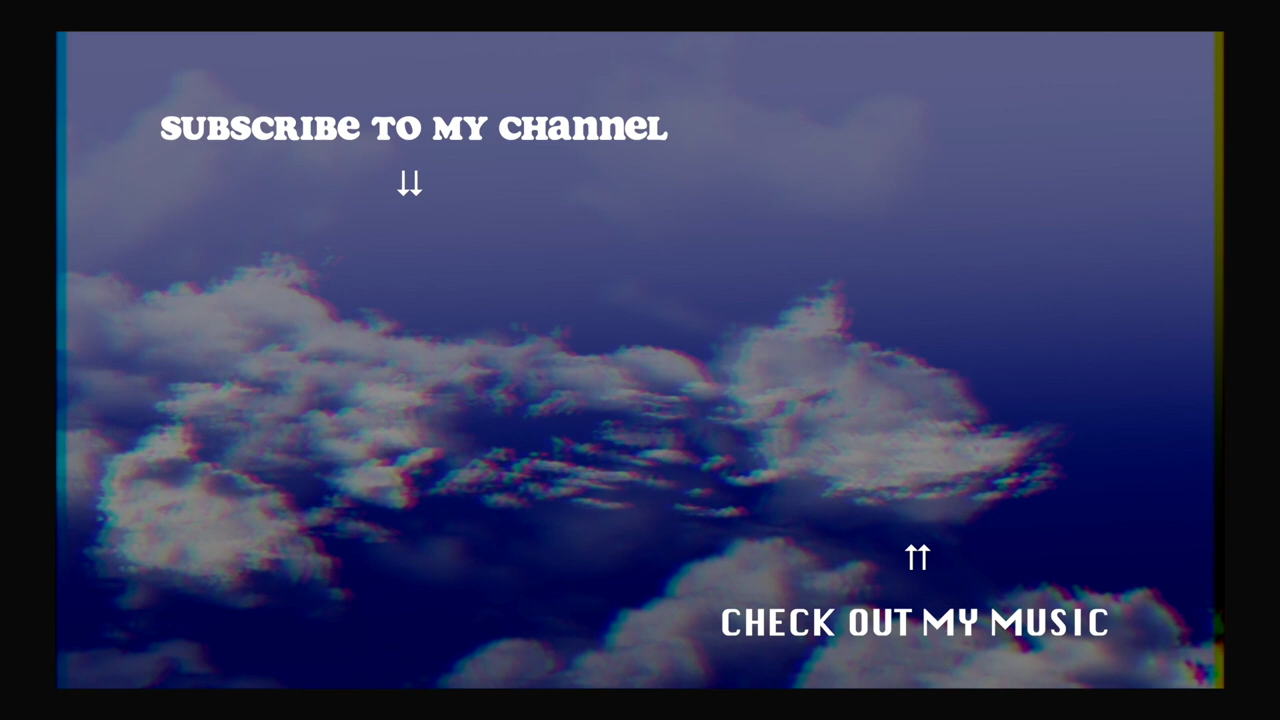 SUBSCRIBE TO MY CHANNEL
↓↓
↑↑
CHECK OUT MY MUSIC